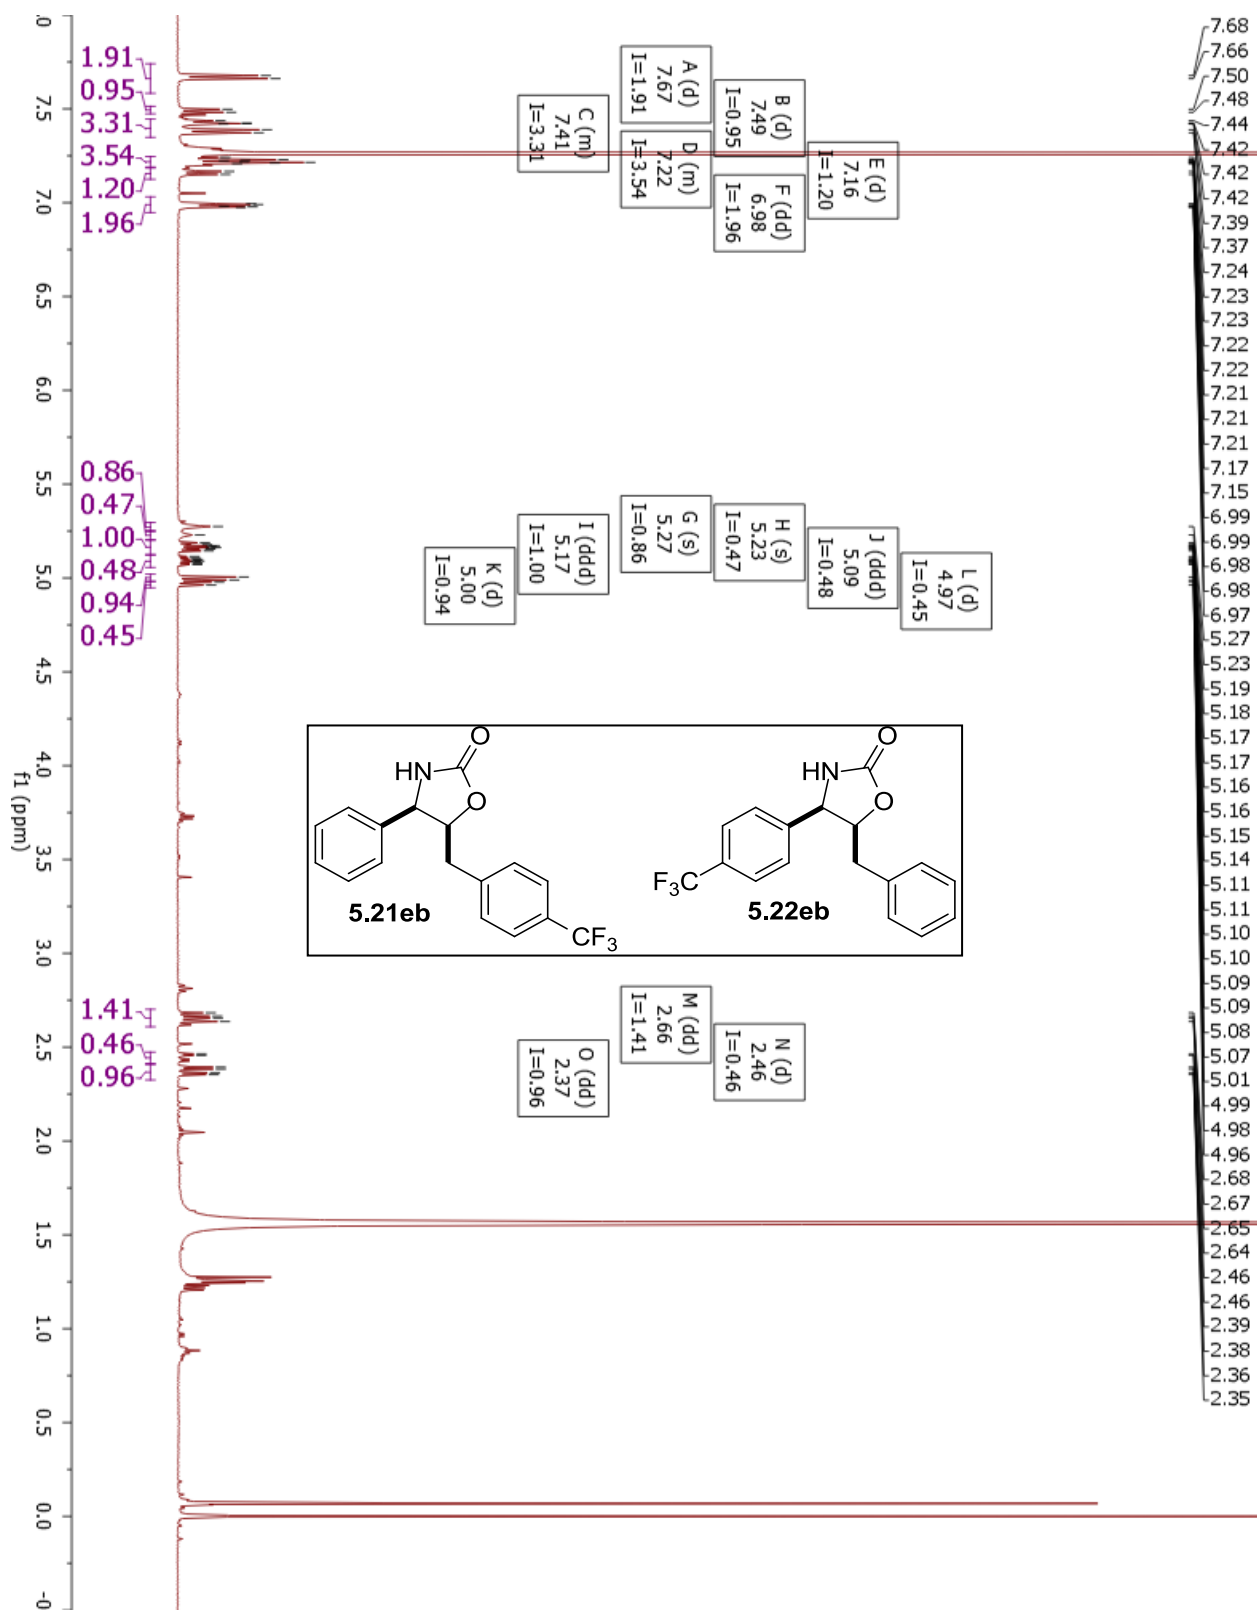 7.68
7.66
7.50
7.48
7.44
7.42
7.42
7.42
7.39
7.37
7.24
7.23
7.23
7.22
7.22
7.21
7.21
7.21
7.17
7.15
6.99
6.99
6.98
6.98
6.97
5.27
5.23
5.19
5.18
5.17
5.17
5.16
5.16
5.15
5.14
5.11
5.11
5.10
5.10
5.09
5.09
5.08
5.07
5.01
4.99
4.98
4.96
2.68
2.67
2.65
2.64
2.46
2.46
2.39
2.38
2.36
2.35
A (d)
7.67
I=1.91
B (d)
7.49
I=0.95
C (m)
7.41
I=3.31
D (m)
7.22
I=3.54
E (d)
7.16
I=1.20
F (dd)
6.98
I=1.96
G (s)
5.27
I=0.86
H (s)
5.23
I=0.47
I (ddd)
5.17
I=1.00
J (ddd)
5.09
I=0.48
K (d)
5.00
I=0.94
L (d)
4.97
I=0.45
M (dd)
2.66
I=1.41
N (d)
2.46
I=0.46
O (dd)
2.37
I=0.96
O
HN
O
CF3
5.21eb
O
HN
O
F3C
5.22eb
1.91
0.95
3.31
3.54
1.20
1.96
0.86
0.47
1.00
0.48
0.94
0.45
1.41
0.46
0.96
.0
7.5
7.0
6.5
6.0
5.5
5.0
4.5
4.0
3.5
3.0
2.5
2.0
1.5
1.0
0.5
0.0
-0
f1 (ppm)